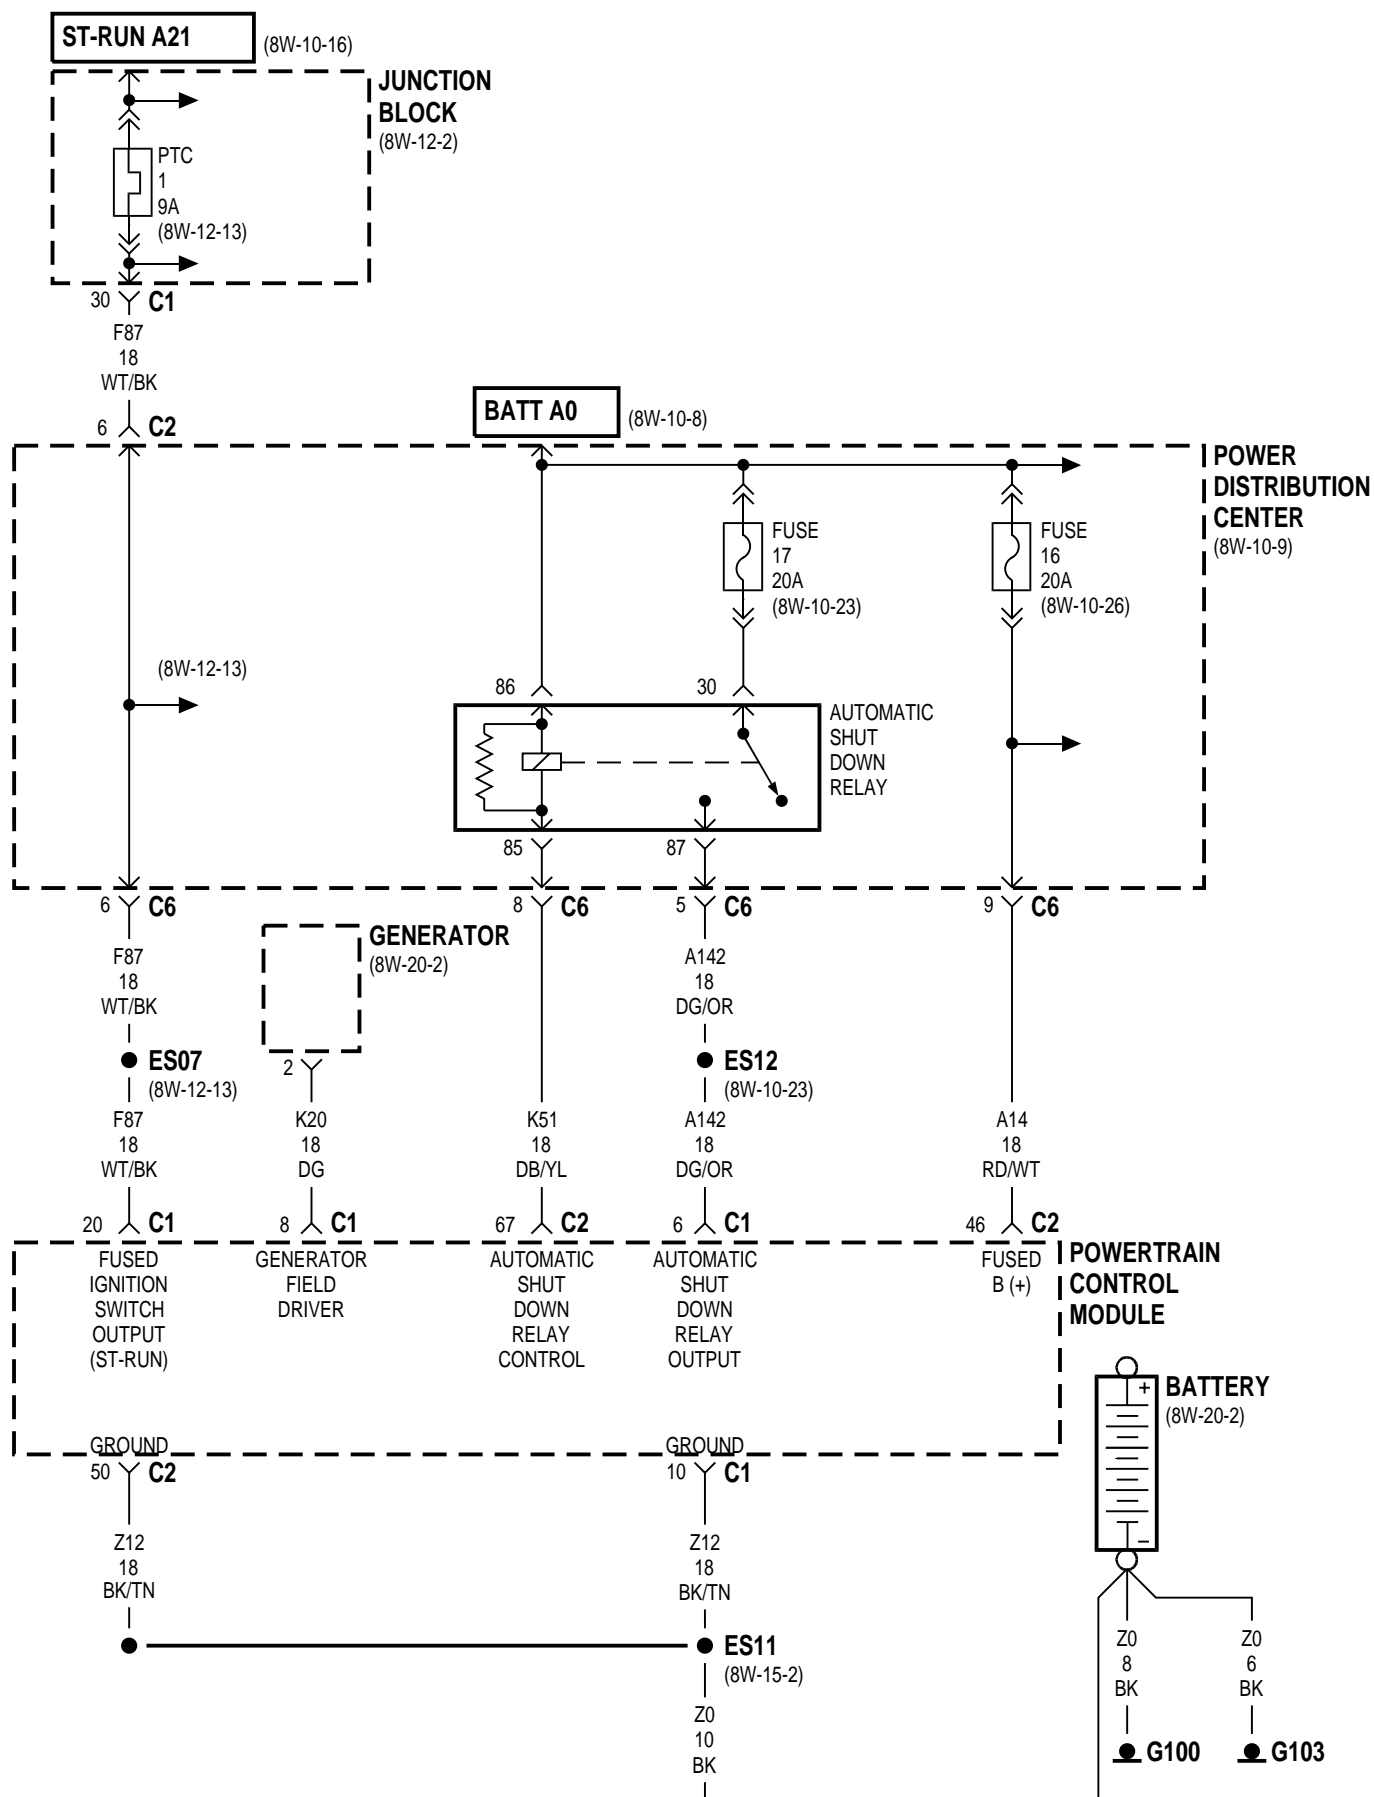 ST-RUN A21
(8W-10-16)
JUNCTION
BLOCK
(8W-12-2)
PTC
1
9A
(8W-12-13)
30 C1
F87
18
WT/BK
6 C2
BATT A0
(8W-10-8)
POWER
DISTRIBUTION
CENTER
(8W-10-9)
FUSE
17
20A
(8W-10-23)
FUSE
16
20A
(8W-10-26)
(8W-12-13)
86
30
AUTOMATIC
SHUT
DOWN
RELAY
85
87
6 C6
8 C6
5 C6
9 C6
GENERATOR
(8W-20-2)
F87
18
WT/BK
A142
18
DG/OR
ES07
(8W-12-13)
2
ES12
(8W-10-23)
F87
18
WT/BK
K20
18
DG
K51
18
DB/YL
A142
18
DG/OR
A14
18
RD/WT
20 C1
8 C1
67 C2
6 C1
46 C2
FUSED
IGNITION
SWITCH
OUTPUT
(ST-RUN)
GENERATOR
FIELD
DRIVER
AUTOMATIC
SHUT
DOWN
RELAY
CONTROL
AUTOMATIC
SHUT
DOWN
RELAY
OUTPUT
FUSED
B (+)
POWERTRAIN
CONTROL
MODULE
+
BATTERY
(8W-20-2)
–
GROUND
GROUND
50 C2
10 C1
Z12
18
BK/TN
Z12
18
BK/TN
ES11
(8W-15-2)
Z0
10
BK
Z0
8
BK
Z0
6
BK
G100
G103